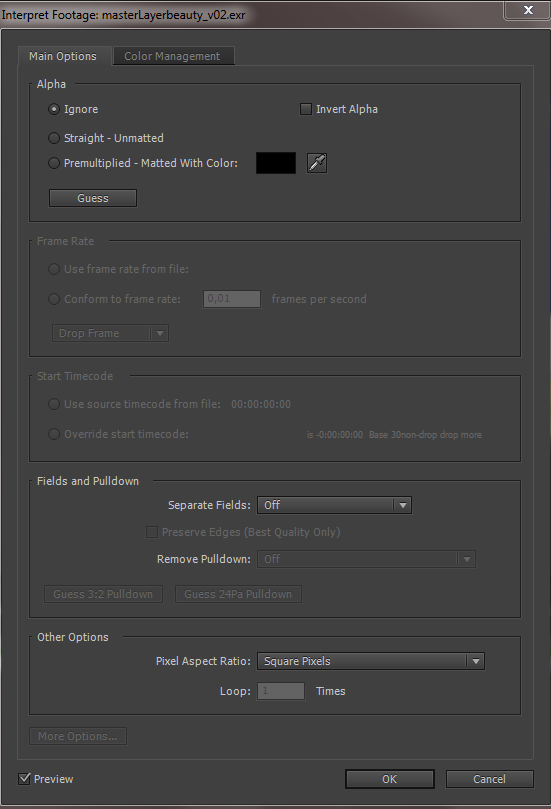 Interpret Footage: masterLayerbeauty_v02.exr
Main Options Color Management
Alpha
Ignore Invert Alpha
Straight - Unmatted
Premultiplied - Matted With Color:
Guess
Frame Rate
Use frame rate from file:
Conform to frame rate: 0,01 frames per second
Drop Frame
Start Timecode
Use source timecode from file: 00:00:00:00
Override start timecode: is -0:00:00:00 Base 30non-drop drop more
Fields and Pulldown
Separate Fields: Off
Preserve Edges (Best Quality Only)
Remove Pulldown: Off
Guess 3:2 Pulldown Guess 24Pa Pulldown
Other Options
Pixel Aspect Ratio: Square Pixels
Loop: 1 Times
More Options...
Preview OK Cancel